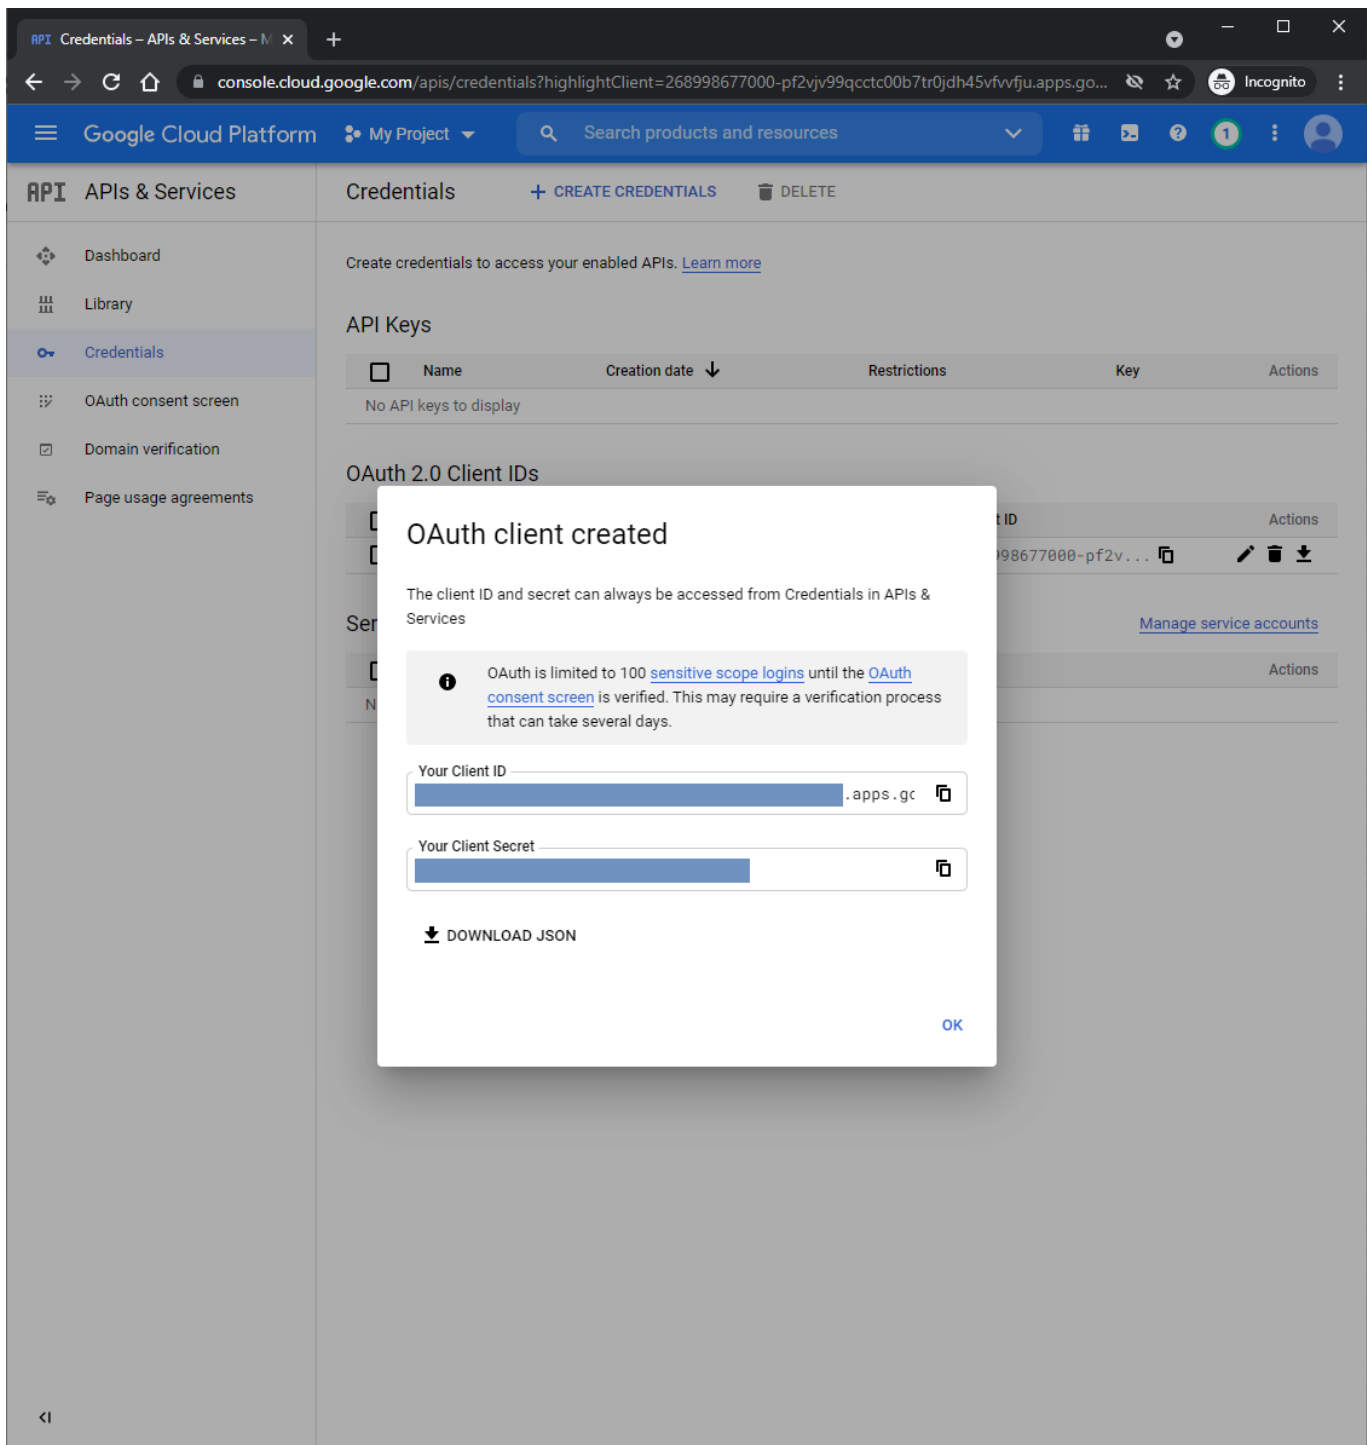 API Credentials – APIs & Services – M
console.cloud.google.com/apis/credentials?highlightClient=268998677000-pf2vjv99qcctc00b7tr0jdh45vfvvfju.apps.go...
Incognito
Google Cloud Platform
My Project
Search products and resources
1
API APIs & Services
Credentials
CREATE CREDENTIALS
DELETE
Dashboard
Library
Credentials
OAuth consent screen
Domain verification
Page usage agreements
Create credentials to access your enabled APIs. Learn more
API Keys
Name Creation date Restrictions Key Actions
No API keys to display
OAuth 2.0 Client IDs
t ID Actions
98677000-pf2v...
Ser
Manage service accounts
Actions
N
OAuth client created
The client ID and secret can always be accessed from Credentials in APIs &
Services
OAuth is limited to 100 sensitive scope logins until the OAuth
consent screen is verified. This may require a verification process
that can take several days.
Your Client ID
.apps.gc
Your Client Secret
DOWNLOAD JSON
OK